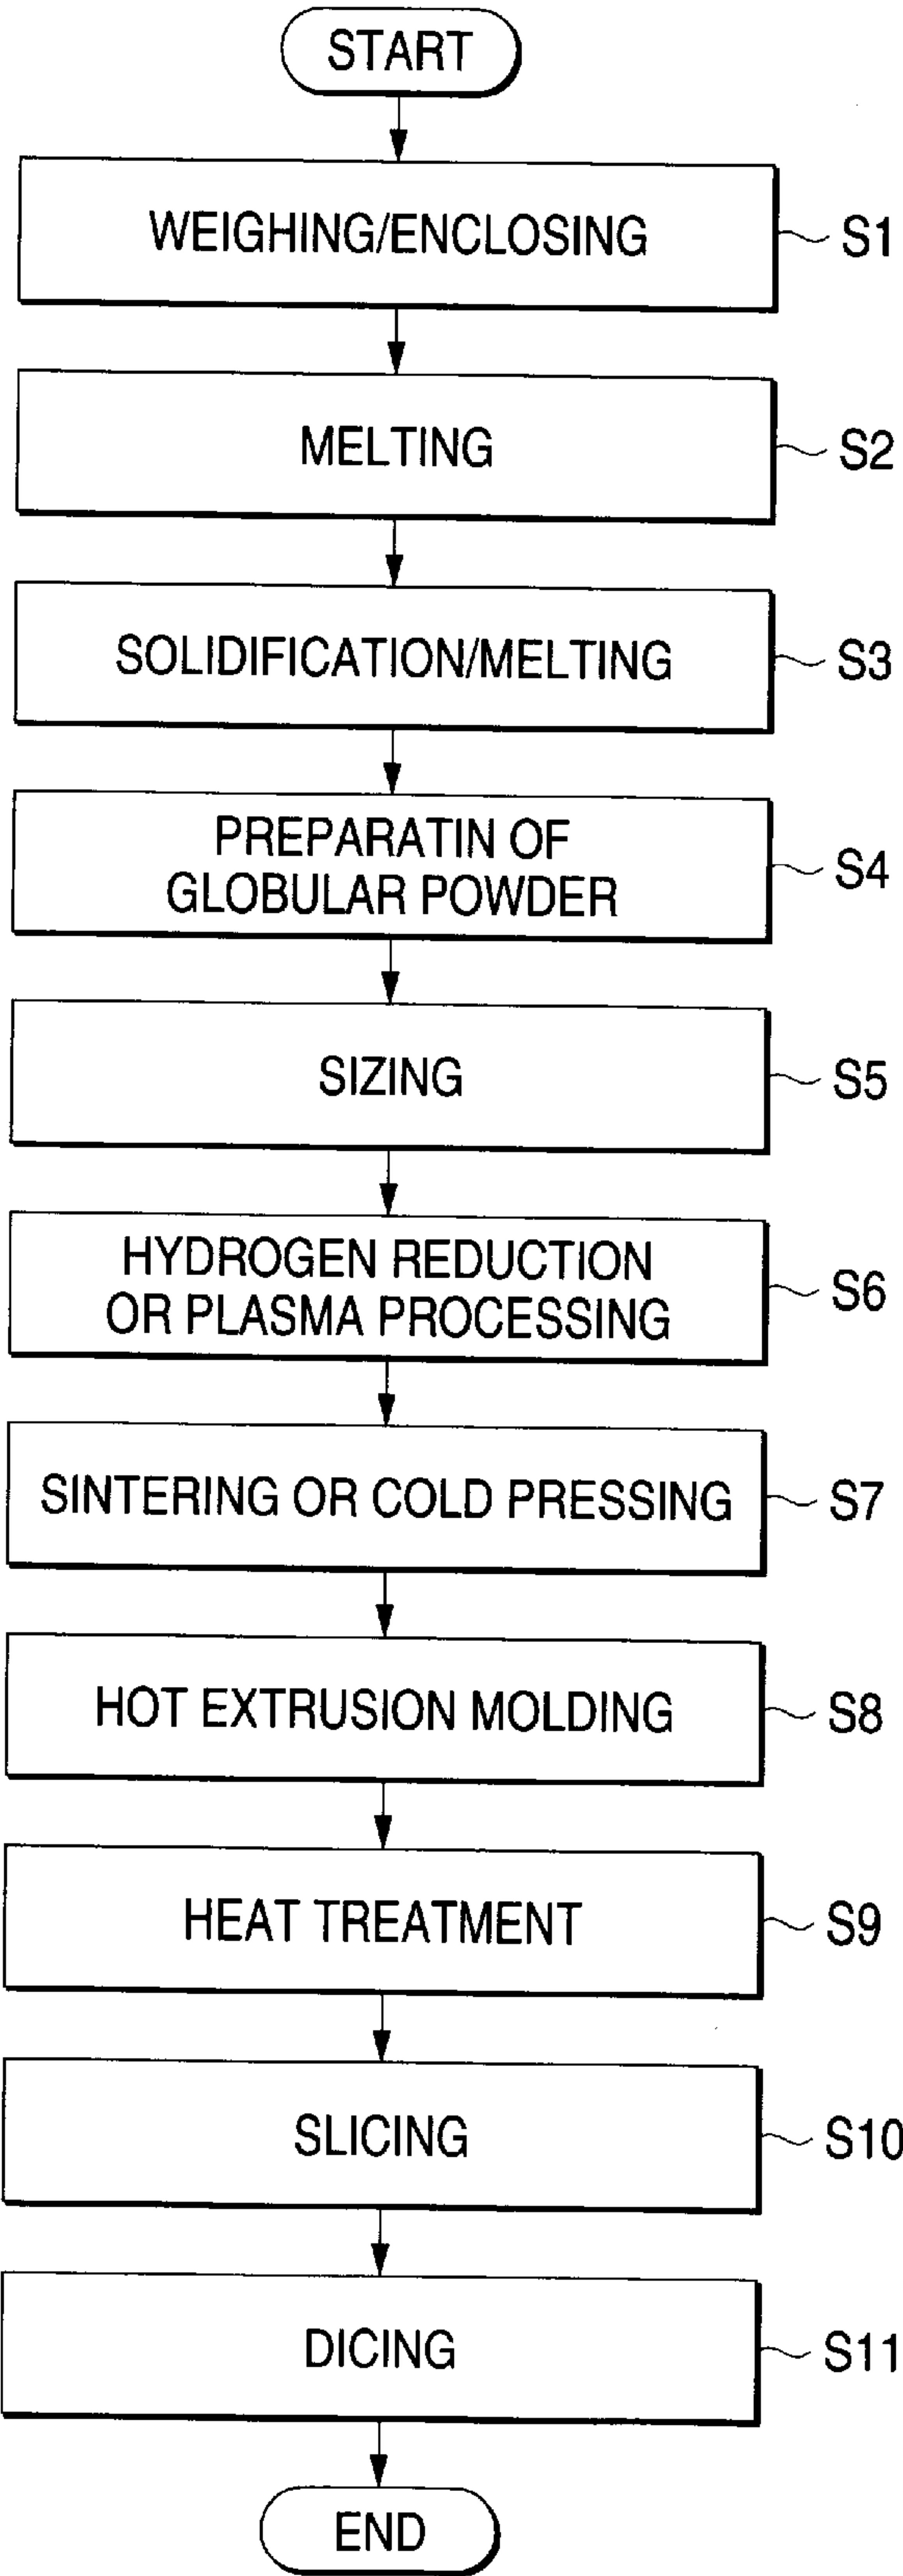 START
WEIGHING/ENCLOSING
S1
MELTING
S2
SOLIDIFICATION/MELTING
S3
PREPARATIN OF
GLOBULAR POWDER
S4
SIZING
S5
HYDROGEN REDUCTION
OR PLASMA PROCESSING
S6
SINTERING OR COLD PRESSING
S7
HOT EXTRUSION MOLDING
S8
HEAT TREATMENT
S9
SLICING
S10
DICING
S11
END